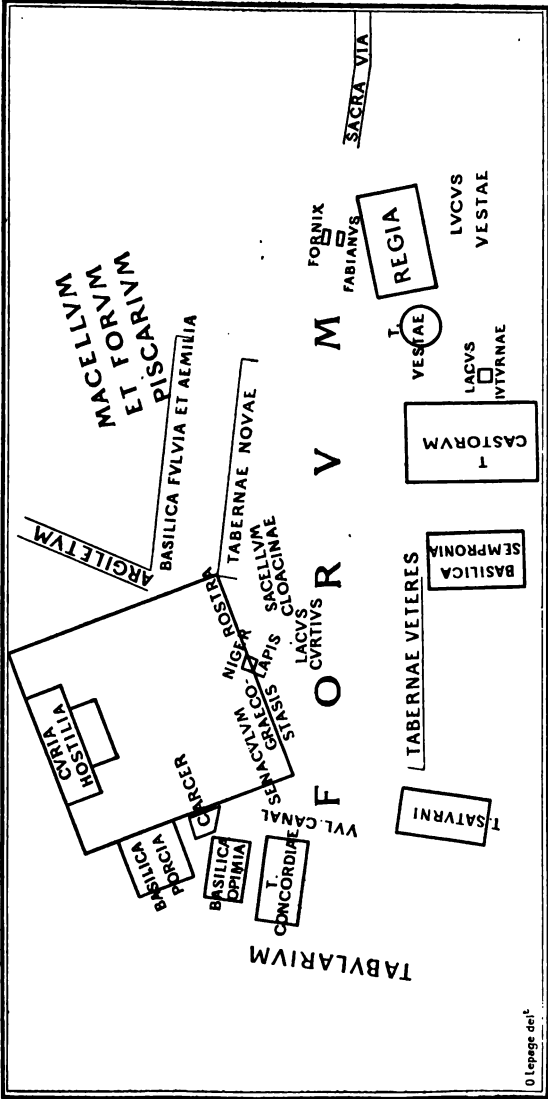 SACRA VIA
FORNIX
FABIANVS
REGIA
LVCVS
VESTAE
MACELLVM
ET FORVM
PISCARIVM
T.
VESTAE
LACVS
IVTVRNAE
BASILICA FVLVIA ET AEMILIA
TABERNAE NOVAE
T
CASTORVM
ARGILETVM
BASILICA
SEMPRONIA
FORVM
ROSTRA
SACELLVM
CLOACINAE
NIGER
LAPIS
LACVS
CVRTIVS
TABERNAE VETERES
CVRIA
HOSTILIA
SENACVLVM
GRAECO-
STASIS
CARCER
VVL. CANAL
T. SATVRNI
BASILICA
PORCIA
BASILICA
OPIMIA
T.
CONCORDIAE
TABVLARIVM
O Lepage delt